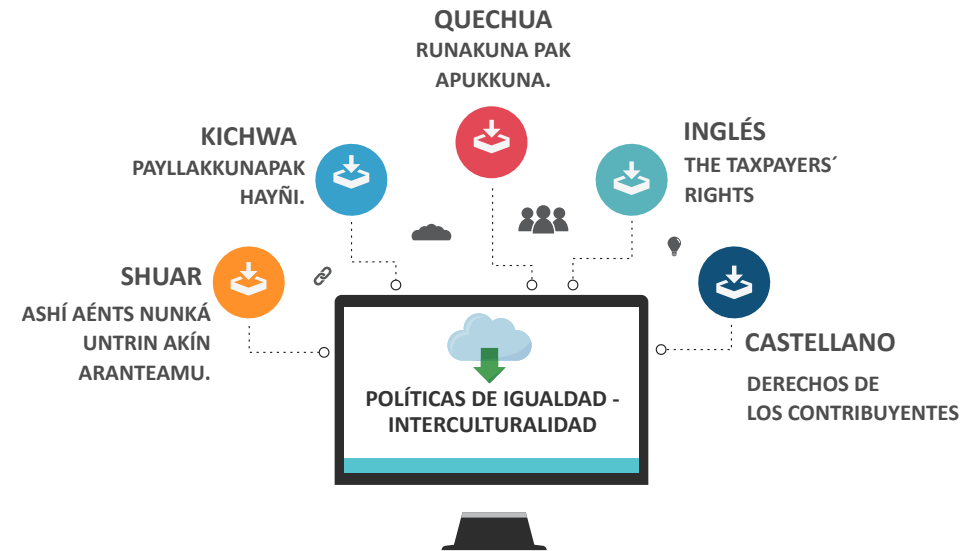 QUECHUA
RUNAKUNA PAK
APUKKUNA.
KICHWA
PAYLLAKKUNAPAK
HAYÑI.
INGLÉS
THE TAXPAYERS´
RIGHTS
SHUAR
ASHÍ AÉNTS NUNKÁ
UNTRIN AKÍN
ARANTEAMU.
CASTELLANO
DERECHOS DE
LOS CONTRIBUYENTES
POLÍTICAS DE IGUALDAD -
INTERCULTURALIDAD